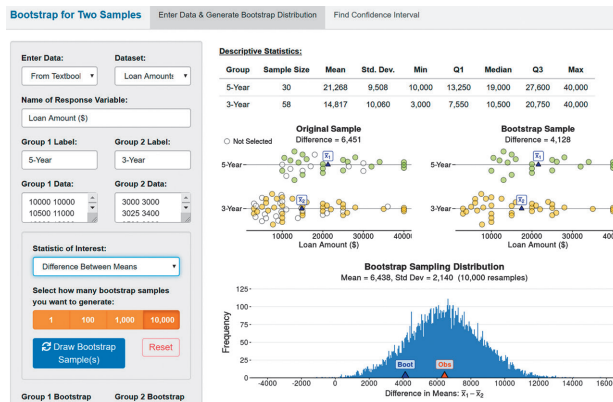 Bootstrap for Two Samples Enter Data & Generate Bootstrap Distribution Find Confidence Interval
Enter Data: Dataset:
From Textbool Loan Amounts
Name of Response Variable:
Loan Amount ($)
Group 1 Label: Group 2 Label:
5-Year 3-Year
Group 1 Data: Group 2 Data:
10000 10000 3000 3000
10500 11000 3025 3400
Statistic of Interest:
Difference Between Means
Select how many bootstrap samples
you want to generate:
1 100 1,000 10,000
Draw Bootstrap
Sample(s)
Reset
Group 1 Bootstrap Group 2 Bootstrap
Descriptive Statistics:
Group Sample Size Mean Std. Dev. Min Q1 Median Q3 Max
5-Year 30 21,268 9,508 10,000 13,250 19,000 27,600 40,000
3-Year 58 14,817 10,060 3,000 7,550 10,500 20,750 40,000
Original Sample
Difference = 6,451
Not Selected
x̄1
5-Year
x̄2
3-Year
10000 20000 30000 4000
Loan Amount ($)
Bootstrap Sample
Difference = 4,128
x̄1
5-Year
x̄2
3-Year
10000 20000 30000 4000
Loan Amount ($)
Bootstrap Sampling Distribution
Mean = 6,438, Std Dev = 2,140 (10,000 resamples)
Frequency
125
100
75
50
25
0
Boot Obs
-4000 -2000 0 2000 4000 6000 8000 10000 12000 14000 1600
Difference in Means: x̄1 − x̄2